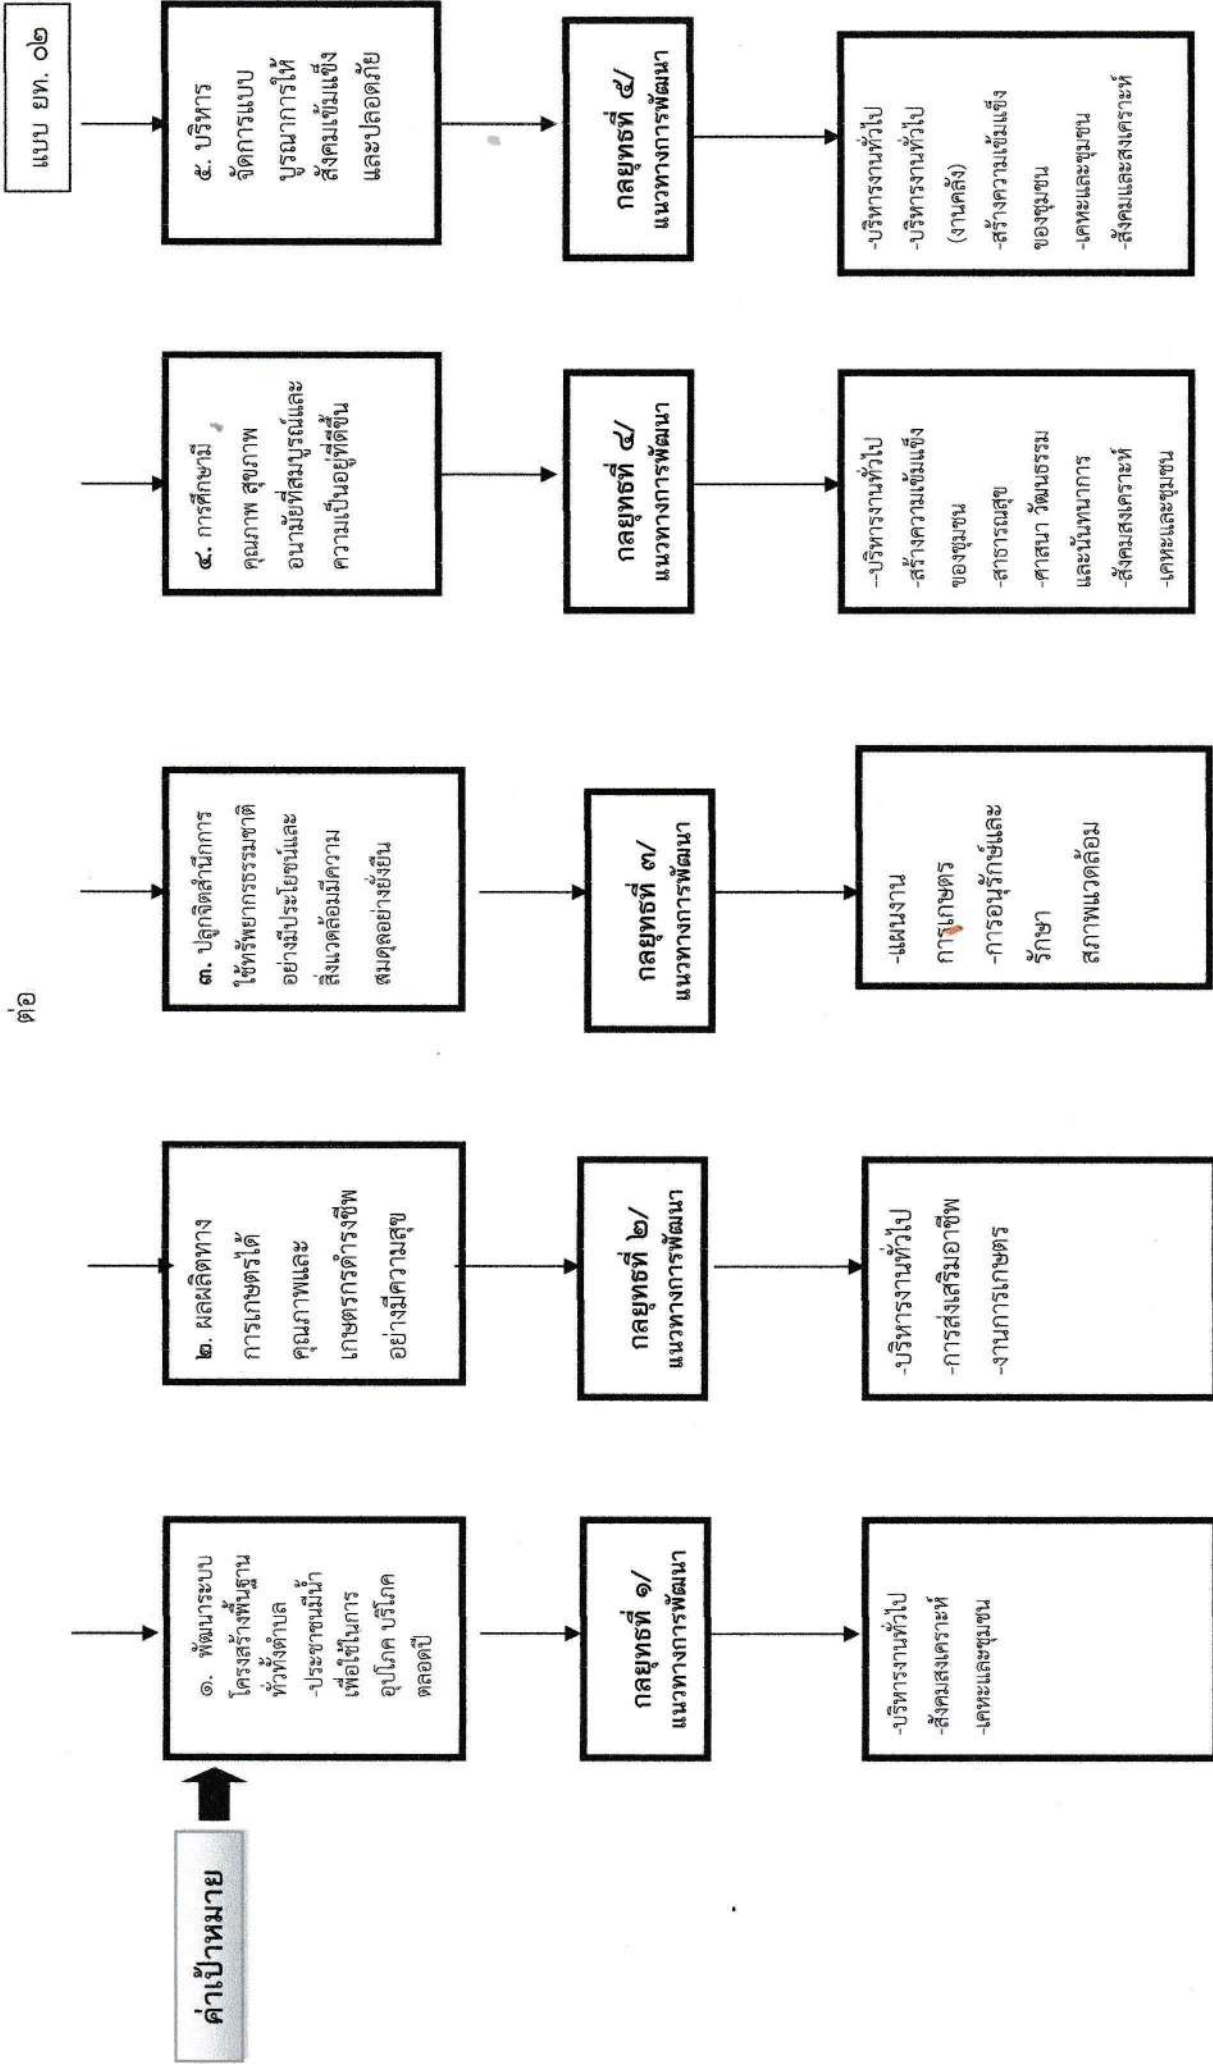 แบบ ยท. ๐๒
ต่อ
ค่าเป้าหมาย
๑. พัฒนาระบบ
โครงสร้างพื้นฐาน
ทั่วทั้งตำบล
-ประชาชนมีน้ำ
เพื่อใช้ในการ
อุปโภค บริโภค
ตลอดปี
๒. ผลผลิตทาง
การเกษตรได้
คุณภาพและ
เกษตรกรดำรงชีพ
อย่างมีความสุข
๓. ปลูกจิตสำนึกการ
ใช้ทรัพยากรธรรมชาติ
อย่างมีประโยชน์และ
สิ่งแวดล้อมมีความ
สมดุลอย่างยั่งยืน
๔. การศึกษามี
คุณภาพ สุขภาพ
อนามัยที่สมบูรณ์และ
ความเป็นอยู่ที่ดีขึ้น
๕. บริหาร
จัดการแบบ
บูรณาการให้
สังคมเข้มแข็ง
และปลอดภัย
กลยุทธที่ ๑/
แนวทางการพัฒนา
กลยุทธที่ ๒/
แนวทางการพัฒนา
กลยุทธที่ ๓/
แนวทางการพัฒนา
กลยุทธที่ ๔/
แนวทางการพัฒนา
กลยุทธที่ ๕/
แนวทางการพัฒนา
-บริหารงานทั่วไป
-สังคมสงเคราะห์
-เคหะและชุมชน
-บริหารงานทั่วไป
-การส่งเสริมอาชีพ
-งานการเกษตร
-แผนงาน
การเกษตร
-การอนุรักษ์และ
รักษา
สภาพแวดล้อม
--บริหารงานทั่วไป
-สร้างความเข้มแข็ง
ของชุมชน
-สาธารณสุข
-ศาสนา วัฒนธรรม
และนันทนาการ
-สังคมสงเคราะห์
-เคหะและชุมชน
-บริหารงานทั่วไป
-บริหารงานทั่วไป
(งานคลัง)
-สร้างความเข้มแข็ง
ของชุมชน
-เคหะและชุมชน
-สังคมและสงเคราะห์